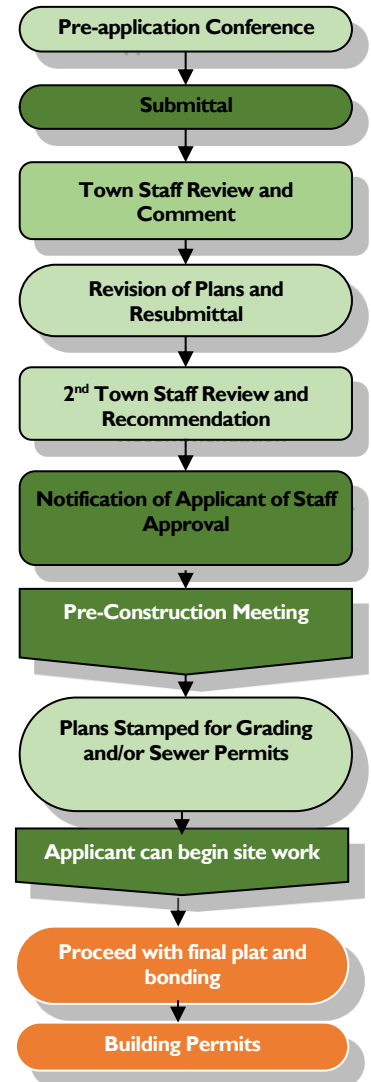 Pre-application Conference
Submittal
Town Staff Review and
Comment
Revision of Plans and
Resubmittal
2nd Town Staff Review and
Recommendation
Notification of Applicant of Staff
Approval
Pre-Construction Meeting
Plans Stamped for Grading
and/or Sewer Permits
Applicant can begin site work
Proceed with final plat and
bonding
Building Permits